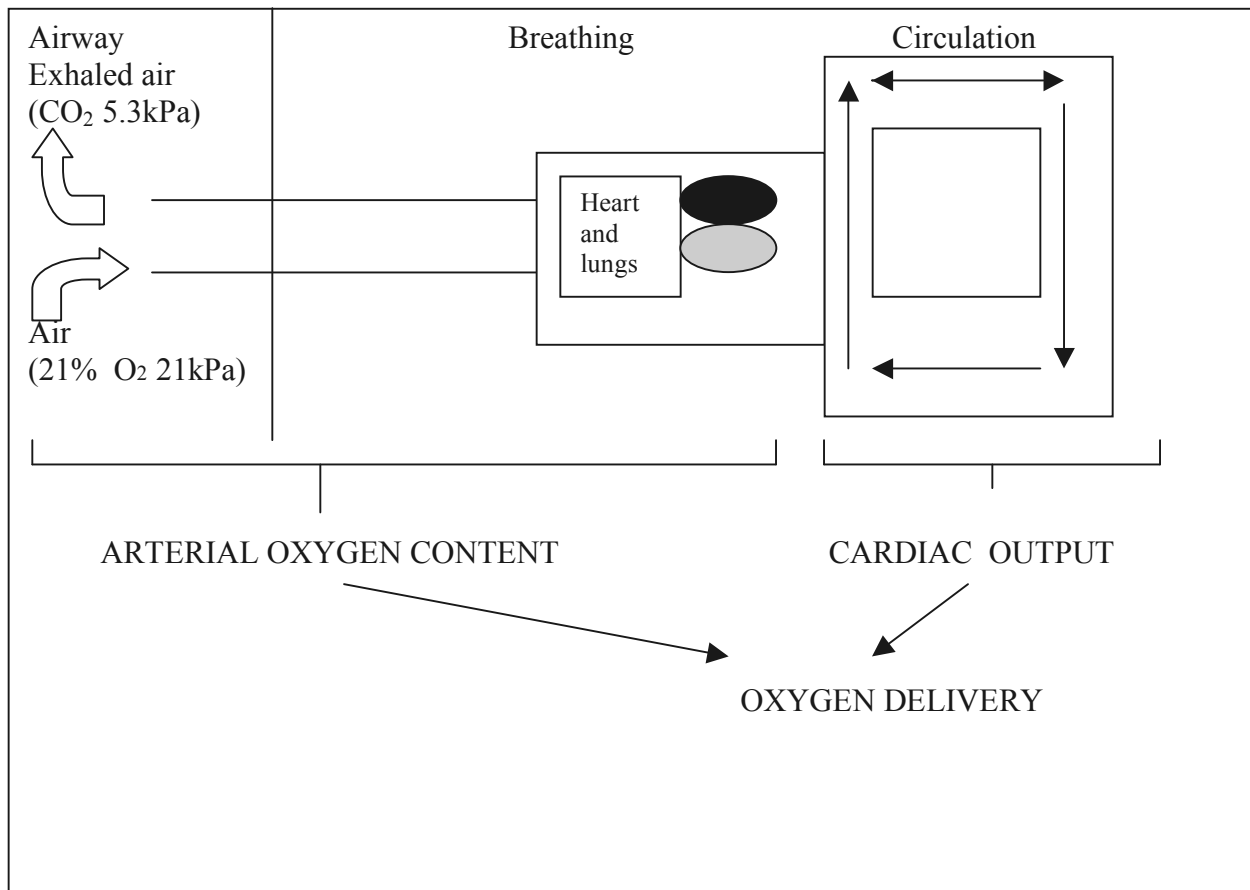 Airway
Exhaled air
(CO₂ 5.3kPa)
Breathing
Circulation
Heart
and
lungs
Air
(21% O₂ 21kPa)
ARTERIAL OXYGEN CONTENT
CARDIAC OUTPUT
OXYGEN DELIVERY